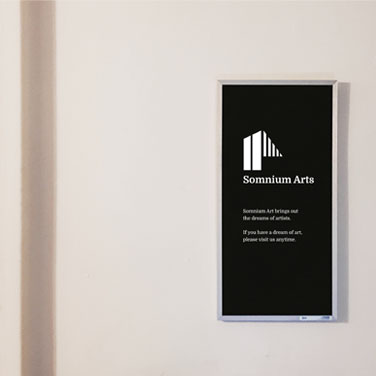 Somnium Arts
Somnium Art brings out
the dreams of artists.
If you have a dream of art,
please visit us anytime.